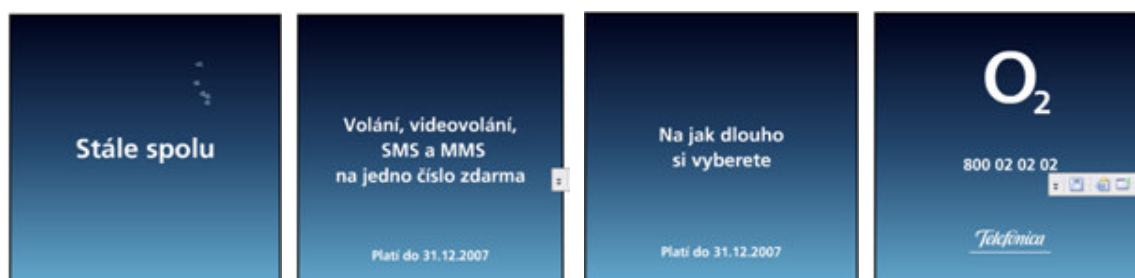 Stále spolu
Volání, videovolání,
SMS a MMS
na jedno číslo zdarma
Platí do 31.12.2007
Na jak dlouho
si vyberete
Platí do 31.12.2007
O2
800 02 02 02
Telefónica